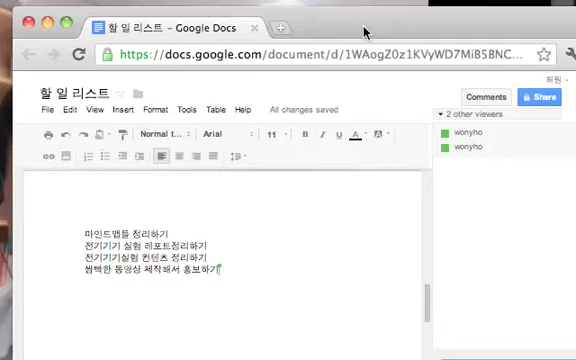 할 일 리스트 – Google Docs
https://docs.google.com/document/d/1WAogZ0z1KVyWD7MiB5BNC...
허원
할 일 리스트
Comments
Share
File Edit View Insert Format Tools Table Help All changes saved
2 other viewers
Normal t... Arial 11 B I U A A
wonyho
wonyho
마인드맵들 정리하기
전기기기 실험 레포트정리하기
전기기기실험 컨텐츠 정리하기
쌈빡한 동영상 제작해서 홍보하기